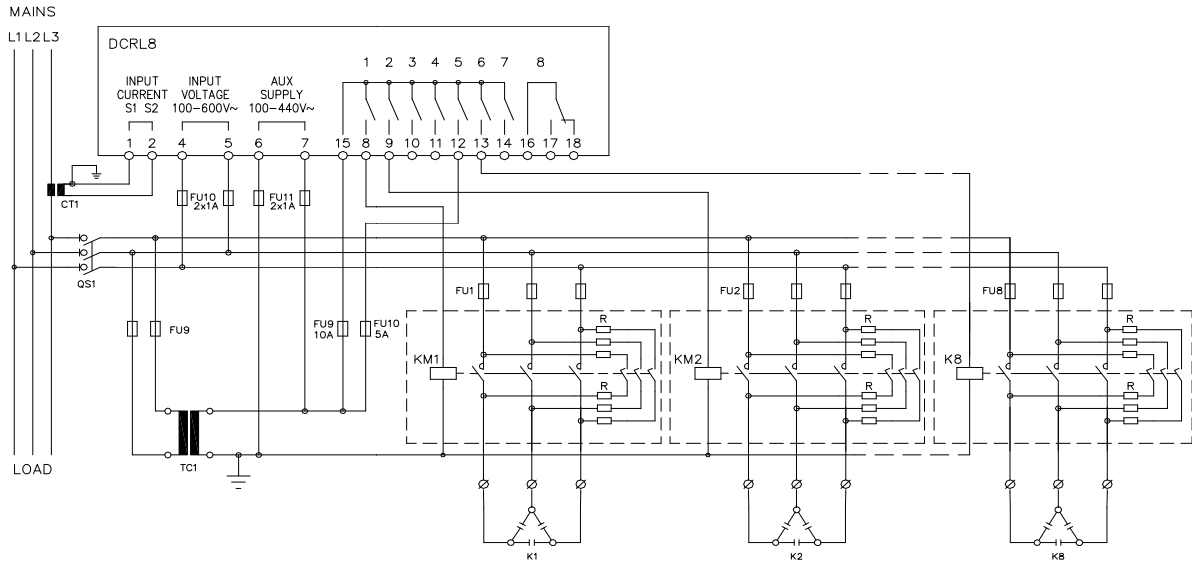 MAINS
L1 L2 L3
DCRL8
1 2 3 4 5 6 7 8
INPUT CURRENT
S1 S2
INPUT VOLTAGE
100-600V~
AUX SUPPLY
100-440V~
1 2 4 5 6 7 15 8 9 10 11 12 13 14 16 17 18
CT1
FU10
2x1A
FU11
2x1A
QS1
FU1
FU2
FU8
FU9
FU9
10A
FU10
5A
R
R
R
KM1
KM2
K8
R
R
R
LOAD
TC1
K1
K2
K8